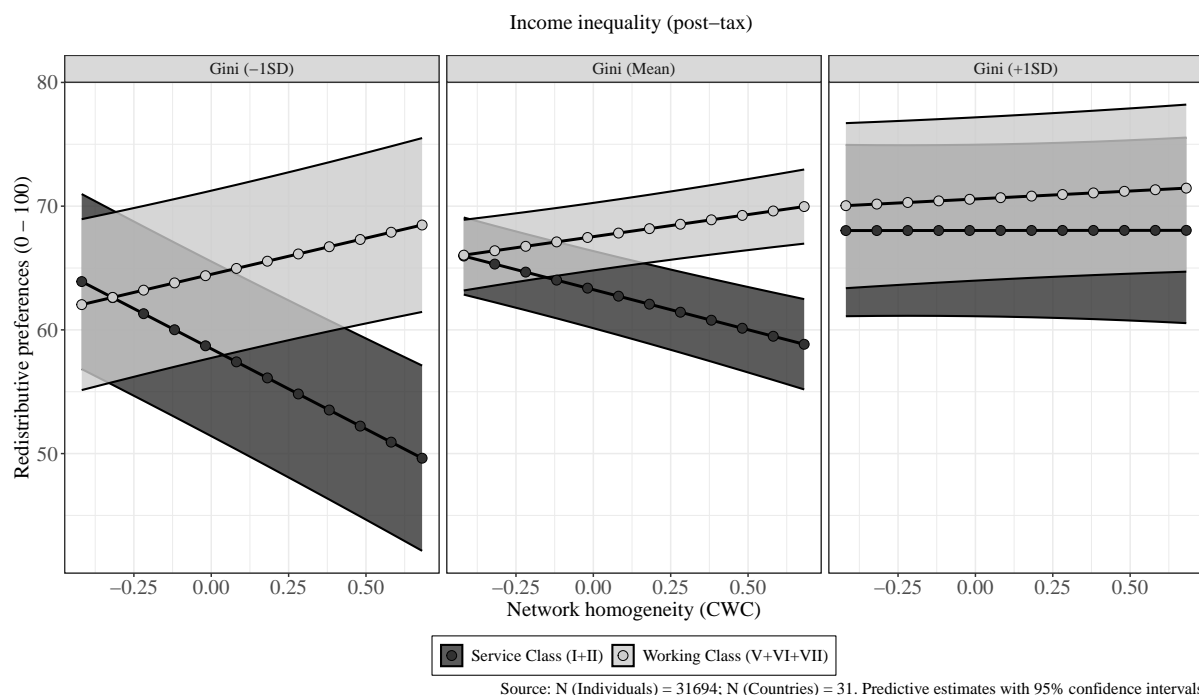 Income inequality (post−tax)
Gini (−1SD)
Gini (Mean)
Gini (+1SD)
Redistributive preferences (0 − 100)
80
70
60
50
−0.25 0.00 0.25 0.50
−0.25 0.00 0.25 0.50
−0.25 0.00 0.25 0.50
Network homogeneity (CWC)
Service Class (I+II) Working Class (V+VI+VII)
Source: N (Individuals) = 31694; N (Countries) = 31. Predictive estimates with 95% confidence intervals